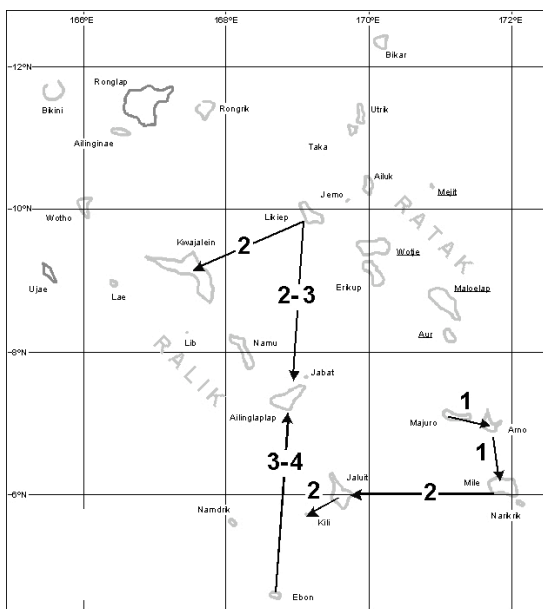 166°E
168°E
170°E
172°E
Bikar
12°N
Ronglap
Bikini
Rongrik
Utrik
Ailinginae
Taka
Ailuk
Mejit
Jemo
10°N
Wotho
Likiep
RATAK
Kwajalein
2
Wotje
Ujae
Lae
Erikup
Maloelap
2-3
Aur
Lib
Namu
8°N
RALIK
Jabat
1
Ailinglaplap
Majuro
Arno
1
3-4
Jaluit
Mile
2
2
6°N
Namdrik
Kili
Narikrik
Ebon